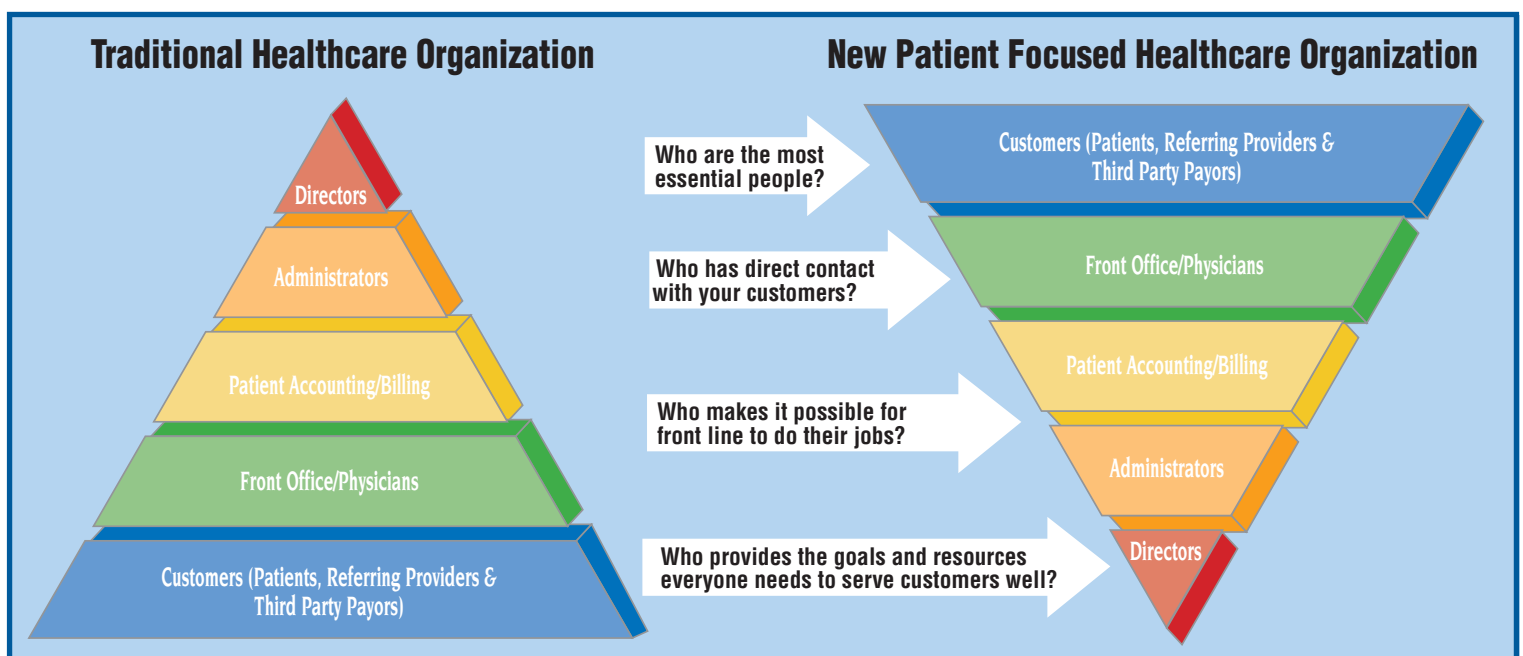 Traditional Healthcare Organization
Directors
Administrators
Patient Accounting/Billing
Front Office/Physicians
Customers (Patients, Referring Providers &
Third Party Payors)
Who are the most
essential people?
Who has direct contact
with your customers?
Who makes it possible for
front line to do their jobs?
Who provides the goals and resources
everyone needs to serve customers well?
New Patient Focused Healthcare Organization
Customers (Patients, Referring Providers &
Third Party Payors)
Front Office/Physicians
Patient Accounting/Billing
Administrators
Directors